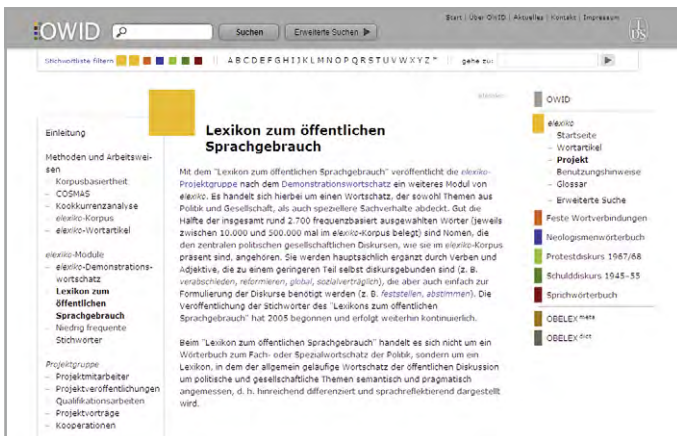 Start | Über OWID | Aktuelles | Kontakt | Impressum
OWID
Suchen
Erweiterte Suchen
ids
Stichwortliste filtern
A B C D E F G H I J K L M N O P Q R S T U V W X Y Z *
gehe zu:
Einleitung
Methoden und Arbeitswei-
sen
– Korpusbasiertheit
– COSMAS
– Kookkurrenzanalyse
– elexiko-Korpus
– elexiko-Wortartikel
elexiko-Module
– elexiko-Demonstrations-
wortschatz
– Lexikon zum
öffentlichen
Sprachgebrauch
– Niedrig frequente
Stichwörter
Projektgruppe
– Projektmitarbeiter
– Projektveröffentlichungen
– Qualifikationsarbeiten
– Projektvorträge
– Kooperationen
Lexikon zum öffentlichen
Sprachgebrauch
Mit dem "Lexikon zum öffentlichen Sprachgebrauch" veröffentlicht die elexiko-
Projektgruppe nach dem Demonstrationswortschatz ein weiteres Modul von
elexiko. Es handelt sich hierbei um einen Wortschatz, der sowohl Themen aus
Politik und Gesellschaft, als auch speziellere Sachverhalte abdeckt. Gut die
Hälfte der insgesamt rund 2.700 frequenzbasiert ausgewählten Wörter (jeweils
zwischen 10.000 und 500.000 mal im elexiko-Korpus belegt) sind Nomen, die
den zentralen politischen gesellschaftlichen Diskursen, wie sie im elexiko-Korpus
präsent sind, angehören. Sie werden hauptsächlich ergänzt durch Verben und
Adjektive, die zu einem geringeren Teil selbst diskursgebunden sind (z. B.
verabschieden, reformieren, global, sozialverträglich), die aber auch einfach zur
Formulierung der Diskurse benötigt werden (z. B. feststellen, abstimmen). Die
Veröffentlichung der Stichwörter des "Lexikons zum öffentlichen
Sprachgebrauch" hat 2005 begonnen und erfolgt weiterhin kontinuierlich.
Beim "Lexikon zum öffentlichen Sprachgebrauch" handelt es sich nicht um ein
Wörterbuch zum Fach- oder Spezialwortschatz der Politik, sondern um ein
Lexikon, in dem der allgemein geläufige Wortschatz der öffentlichen Diskussion
um politische und gesellschaftliche Themen semantisch und pragmatisch
angemessen, d. h. hinreichend differenziert und sprachreflektierend dargestellt
wird.
OWID
elexiko
– Startseite
– Wortartikel
– Projekt
– Benutzungshinweise
– Glossar
– Erweiterte Suche
Feste Wortverbindungen
Neologismenwörterbuch
Protestdiskurs 1967/68
Schulddiskurs 1945–55
Sprichwörterbuch
OBELEX meta
OBELEX dict